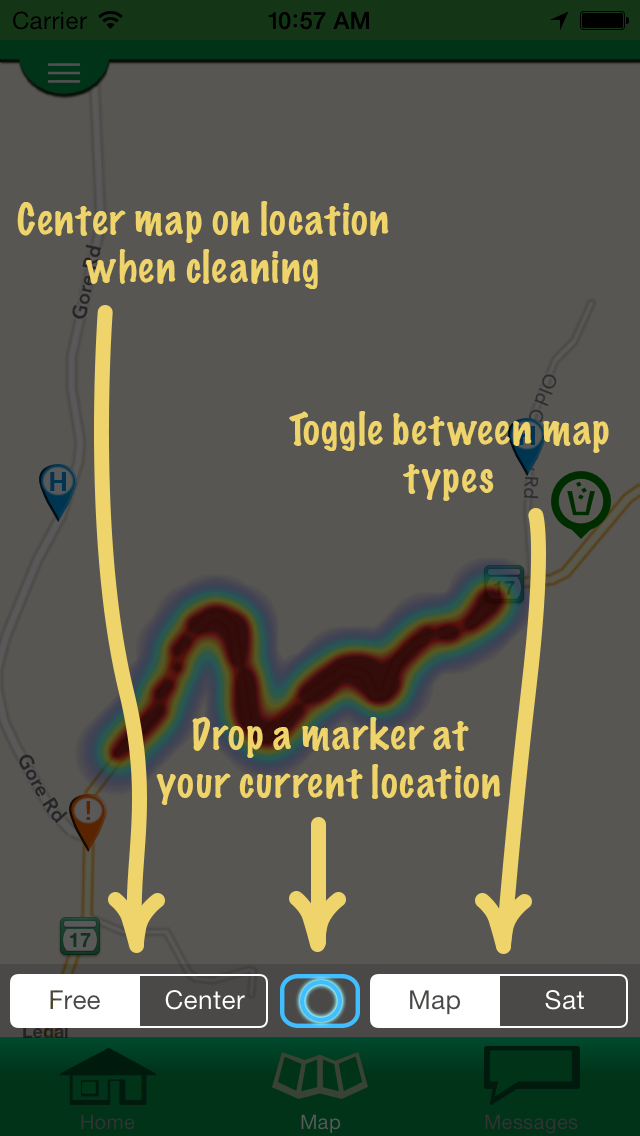 Carrier 10:57 AM
Center map on location
when cleaning
Gore Rd
Toggle between map
types
H
H
Rd
17
Drop a marker at
your current location
Gore Rd
!
17
Free Center Map Sat
Legal
Home Map Messages